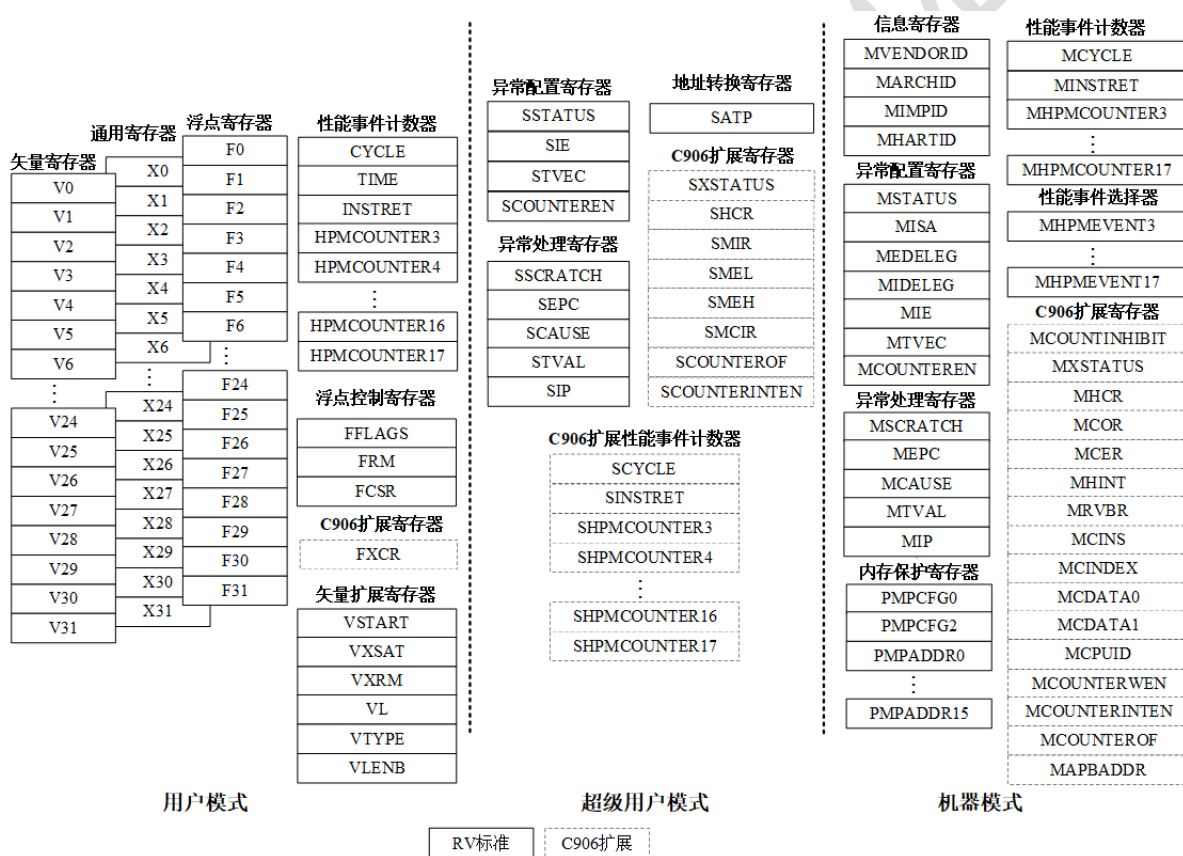 矢量寄存器
V0
V1
V2
V3
V4
V5
V6
⋮
V24
V25
V26
V27
V28
V29
V30
V31
通用寄存器
X0
X1
X2
X3
X4
X5
X6
⋮
X24
X25
X26
X27
X28
X29
X30
X31
浮点寄存器
F0
F1
F2
F3
F4
F5
F6
⋮
F24
F25
F26
F27
F28
F29
F30
F31
性能事件计数器
CYCLE
TIME
INSTRET
HPMCOUNTER3
HPMCOUNTER4
⋮
HPMCOUNTER16
HPMCOUNTER17
浮点控制寄存器
FFLAGS
FRM
FCSR
C906扩展寄存器
FXCR
矢量扩展寄存器
VSTART
VXSAT
VXRM
VL
VTYPE
VLENB
用户模式
异常配置寄存器
SSTATUS
SIE
STVEC
SCOUNTEREN
异常处理寄存器
SSCRATCH
SEPC
SCAUSE
STVAL
SIP
地址转换寄存器
SATP
C906扩展寄存器
SXSTATUS
SHCR
SMIR
SMEL
SMEH
SMCIR
SCOUNTEROF
SCOUNTERINTEN
C906扩展性能事件计数器
SCYCLE
SINSTRET
SHPMCOUNTER3
SHPMCOUNTER4
⋮
SHPMCOUNTER16
SHPMCOUNTER17
超级用户模式
信息寄存器
MVENDORID
MARCHID
MIMPID
MHARTID
异常配置寄存器
MSTATUS
MISA
MEDELEG
MIDELEG
MIE
MTVEC
MCOUNTEREN
异常处理寄存器
MSCRATCH
MEPC
MCAUSE
MTVAL
MIP
内存保护寄存器
PMPCFG0
PMPCFG2
PMPADDR0
⋮
PMPADDR15
性能事件计数器
MCYCLE
MINSTRET
MHPMCOUNTER3
⋮
MHPMCOUNTER17
性能事件选择器
MHPMEVENT3
⋮
MHPMEVENT17
C906扩展寄存器
MCOUNTINHIBIT
MXSTATUS
MHCR
MCOR
MCER
MHINT
MRVBR
MCINS
MCINDEX
MCDATA0
MCDATA1
MCPUID
MCOUNTERWEN
MCOUNTERINTEN
MCOUNTEROF
MAPBADDR
机器模式
RV标准
C906扩展